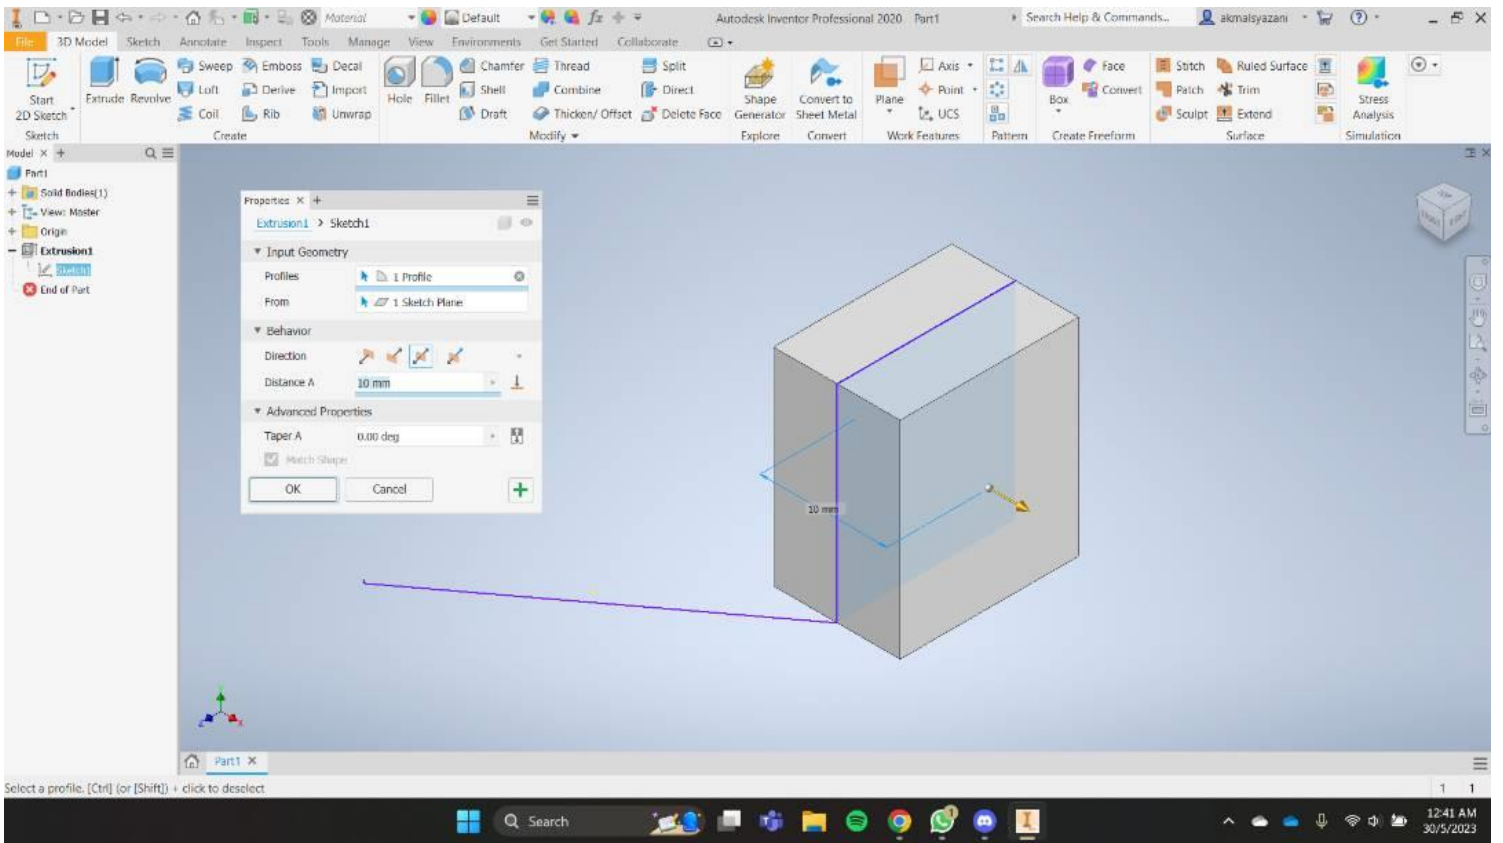 Material
Default
Autodesk Inventor Professional 2020 Part1
Search Help & Commands...
akmalsyazani
File 3D Model Sketch Annotate Inspect Tools Manage View Environments Get Started Collaborate
Start
2D Sketch
Extrude Revolve
Sweep Emboss Decal
Loft Derive Import
Coil Rib Unwrap
Hole Fillet
Chamfer Thread Split
Shell Combine Direct
Draft Thicken/ Offset Delete Face
Shape
Generator
Convert to
Sheet Metal
Plane
Axis
Point
UCS
Box
Face
Convert
Stitch Ruled Surface
Patch Trim
Sculpt Extend
Stress
Analysis
Sketch Create Modify Explore Convert Work Features Pattern Create Freeform Surface Simulation
Model
Part1
Solid Bodies(1)
View: Master
Origin
Extrusion1
Sketch1
End of Part
Properties
Extrusion1 > Sketch1
Input Geometry
Profiles 1 Profile
From 1 Sketch Plane
Behavior
Direction
Distance A 10 mm
Advanced Properties
Taper A 0.00 deg
Match Shape
OK Cancel
10 mm
Part1
Select a profile. [Ctrl] (or [Shift]) + click to deselect
1 1
Search
12:41 AM
30/5/2023